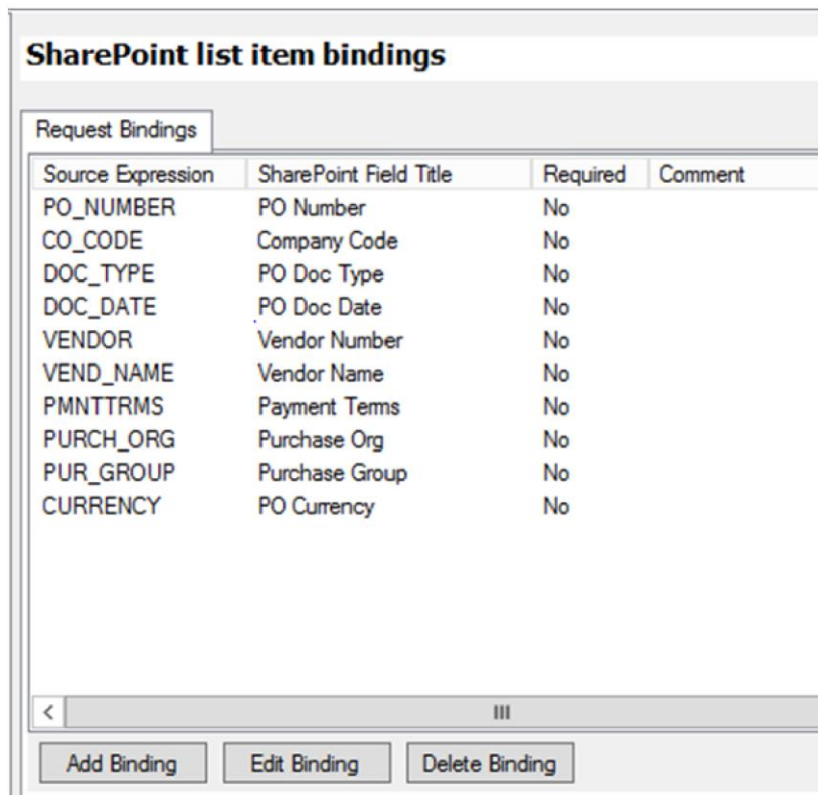 SharePoint list item bindings
Request Bindings
Source Expression SharePoint Field Title Required Comment
PO_NUMBER PO Number No
CO_CODE Company Code No
DOC_TYPE PO Doc Type No
DOC_DATE PO Doc Date No
VENDOR Vendor Number No
VEND_NAME Vendor Name No
PMNTTRMS Payment Terms No
PURCH_ORG Purchase Org No
PUR_GROUP Purchase Group No
CURRENCY PO Currency No
Add Binding Edit Binding Delete Binding